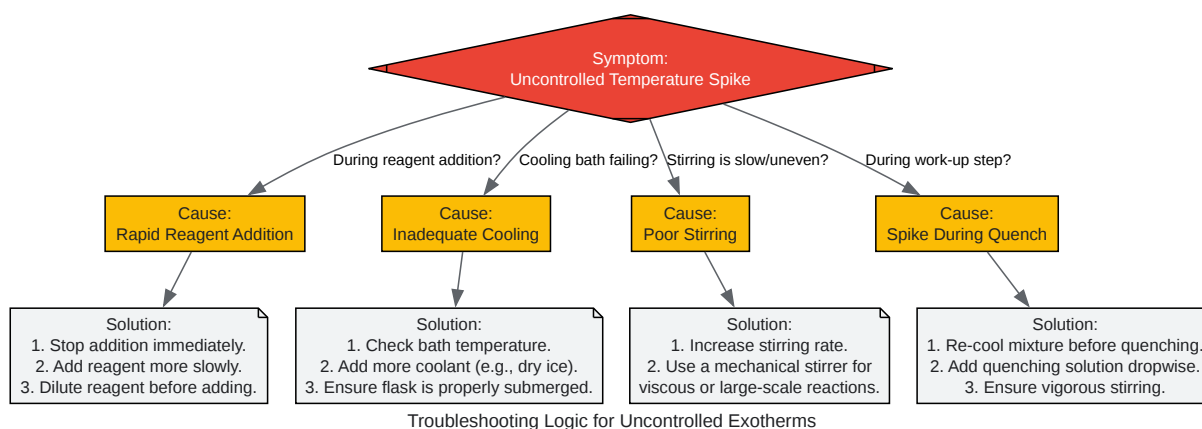 Symptom:
Uncontrolled Temperature Spike
During reagent addition?
Cooling bath failing?
Stirring is slow/uneven?
During work-up step?
Cause:
Rapid Reagent Addition
Cause:
Inadequate Cooling
Cause:
Poor Stirring
Cause:
Spike During Quench
Solution:
1. Stop addition immediately.
2. Add reagent more slowly.
3. Dilute reagent before adding.
Solution:
1. Check bath temperature.
2. Add more coolant (e.g., dry ice).
3. Ensure flask is properly submerged.
Solution:
1. Increase stirring rate.
2. Use a mechanical stirrer for
viscous or large-scale reactions.
Solution:
1. Re-cool mixture before quenching.
2. Add quenching solution dropwise.
3. Ensure vigorous stirring.
Troubleshooting Logic for Uncontrolled Exotherms